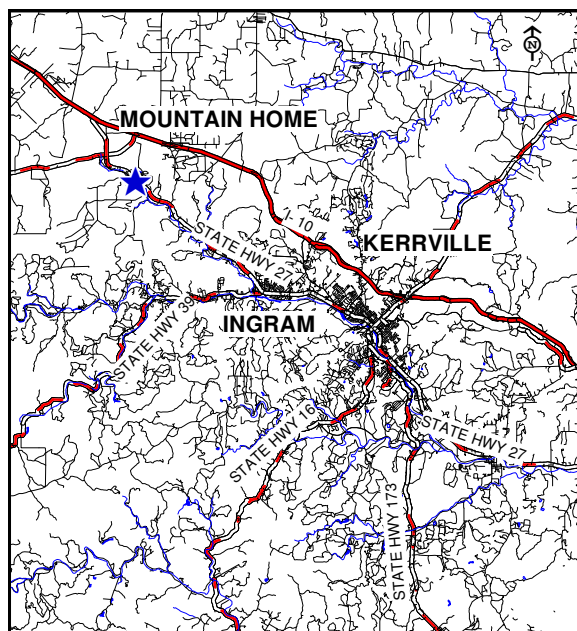 N
MOUNTAIN HOME
I- 10
STATE HWY 27
KERRVILLE
INGRAM
STATE HWY 39
STATE HWY 16
STATE HWY 27
STATE HWY 173